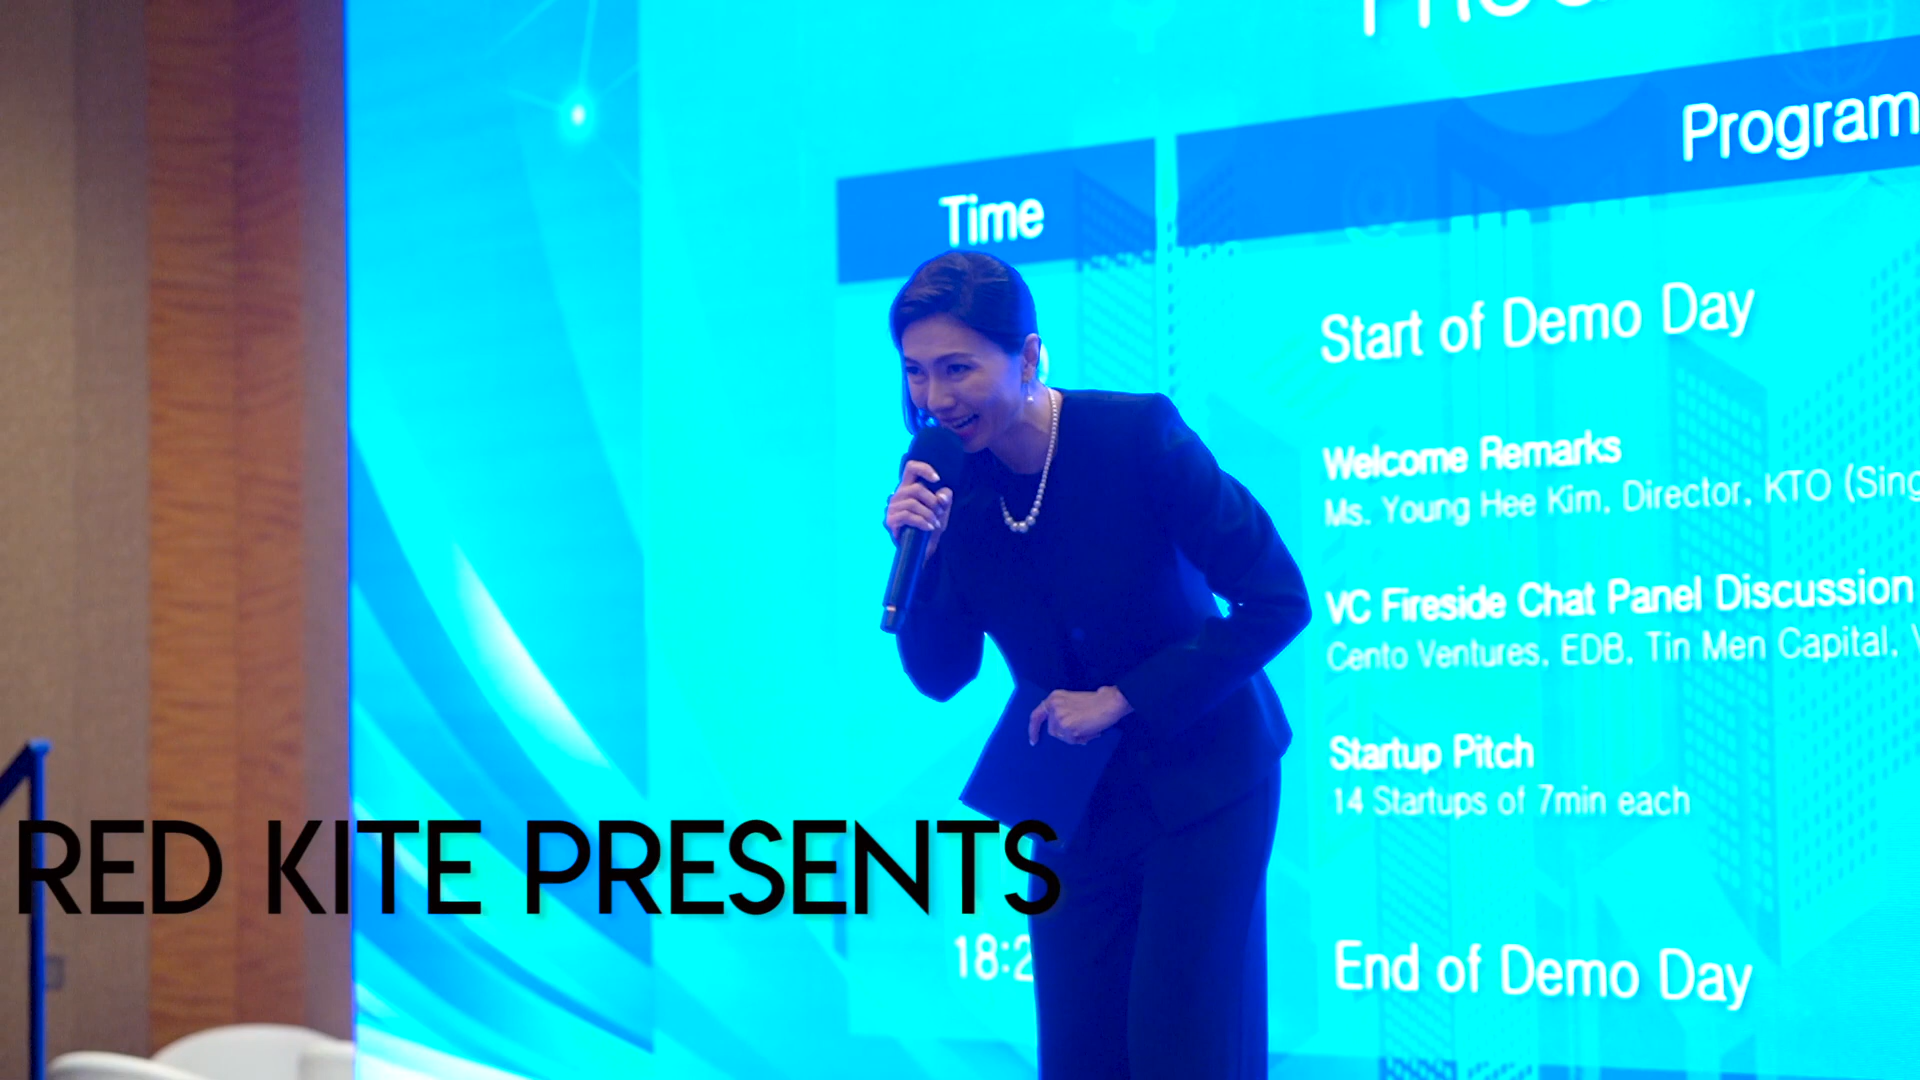 Time
Program
Start of Demo Day
Welcome Remarks
Ms. Young Hee Kim, Director, KTO (Sing
VC Fireside Chat Panel Discussion
Cento Ventures, EDB, Tin Men Capital,
Startup Pitch
14 Startups of 7min each
RED KITE PRESENTS
18:2
End of Demo Day